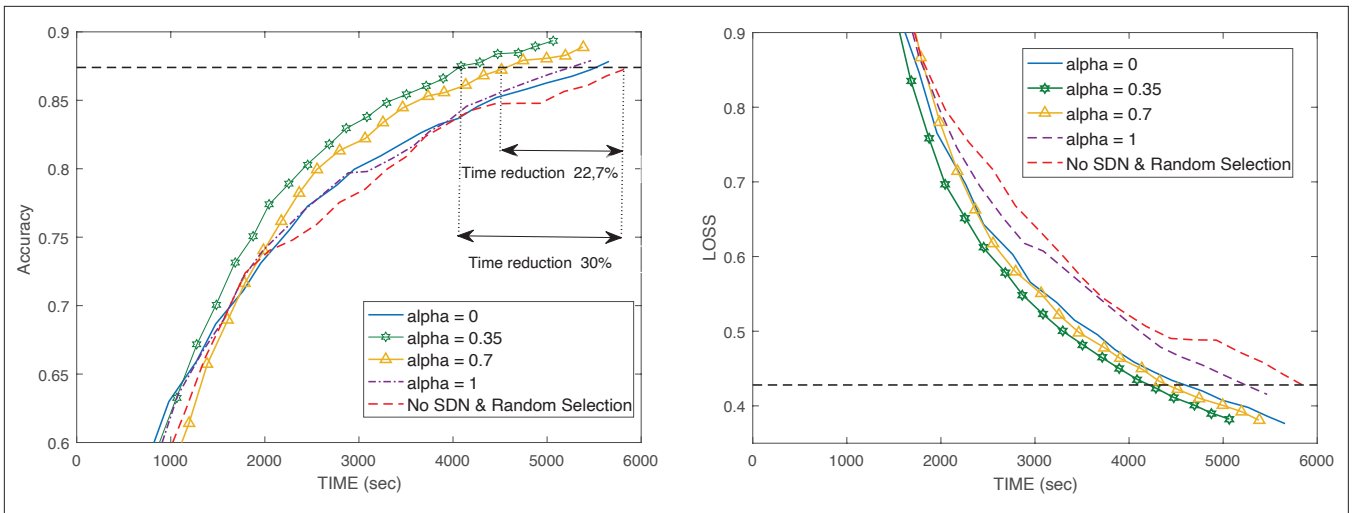 0.9
0.85
0.8
0.75
0.7
0.65
0.6
Accuracy
0 1000 2000 3000 4000 5000 6000
TIME (sec)
Time reduction 22,7%
Time reduction 30%
alpha = 0
alpha = 0.35
alpha = 0.7
alpha = 1
No SDN & Random Selection
0.9
0.8
0.7
0.6
0.5
0.4
LOSS
0 1000 2000 3000 4000 5000 6000
TIME (sec)
alpha = 0
alpha = 0.35
alpha = 0.7
alpha = 1
No SDN & Random Selection